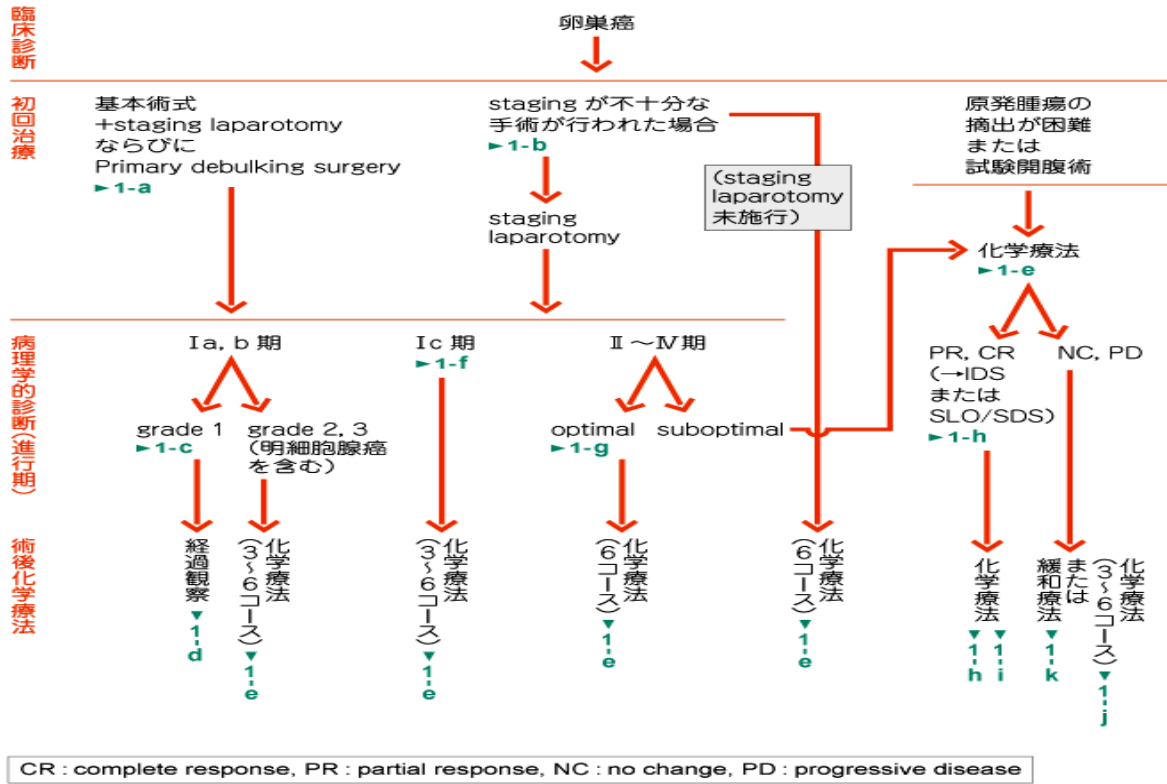 臨床診断
卵巣癌
初回治療
基本術式
+staging laparotomy
ならびに
Primary debulking surgery
►1-a
staging が不十分な
手術が行われた場合
►1-b
(staging
laparotomy
未施行)
原発腫瘍の
摘出が困難
または
試験開腹術
staging
laparotomy
化学療法
►1-e
病理学的診断(進行期)
Ⅰa, b 期
Ⅰc 期
►1-f
Ⅱ～Ⅳ期
PR, CR
(→IDS
または
SLO/SDS)
►1-h
NC, PD
grade 1
►1-c
grade 2, 3
(明細胞腺癌
を含む)
optimal
►1-g
suboptimal
術後化学療法
経過観察
▼1-d
化学療法
(3～6コース)
▼1-e
化学療法
(3～6コース)
▼1-e
化学療法
(6コース)
▼1-e
化学療法
(6コース)
▼1-e
化学療法
▼1-h
▼1-i
化学療法
(3～6コース)
▼1-j
または
緩和療法
▼1-k
CR : complete response, PR : partial response, NC : no change, PD : progressive disease